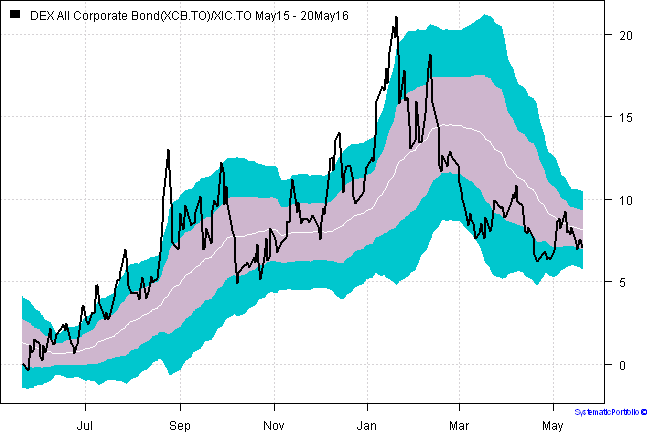 DEX All Corporate Bond(XCB.TO)/XIC.TO May15 - 20May16
20
15
10
5
0
Jul Sep Nov Jan Mar May
SystematicPortfolio ©